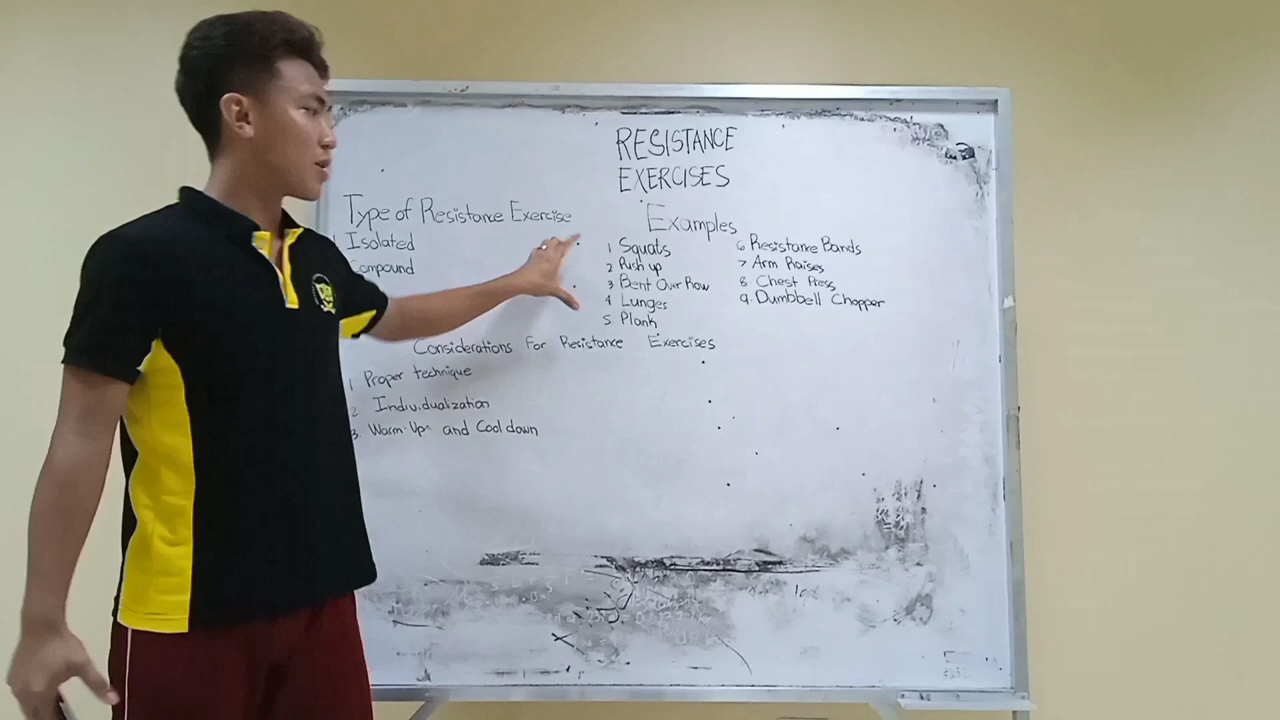 RESISTANCE
EXERCISES
Type of Resistance Exercise
Isolated
Compound
Examples
1 Squats
2 Push up
3 Bent Over Row
4 Lunges
5 Plank
6 Resistance Bands
7 Arm Raises
8 Chest Press
9. Dumbbell Chopper
Considerations For Resistance Exercises
1 Proper technique
2 Individualization
3 Warm-Ups and Cool down